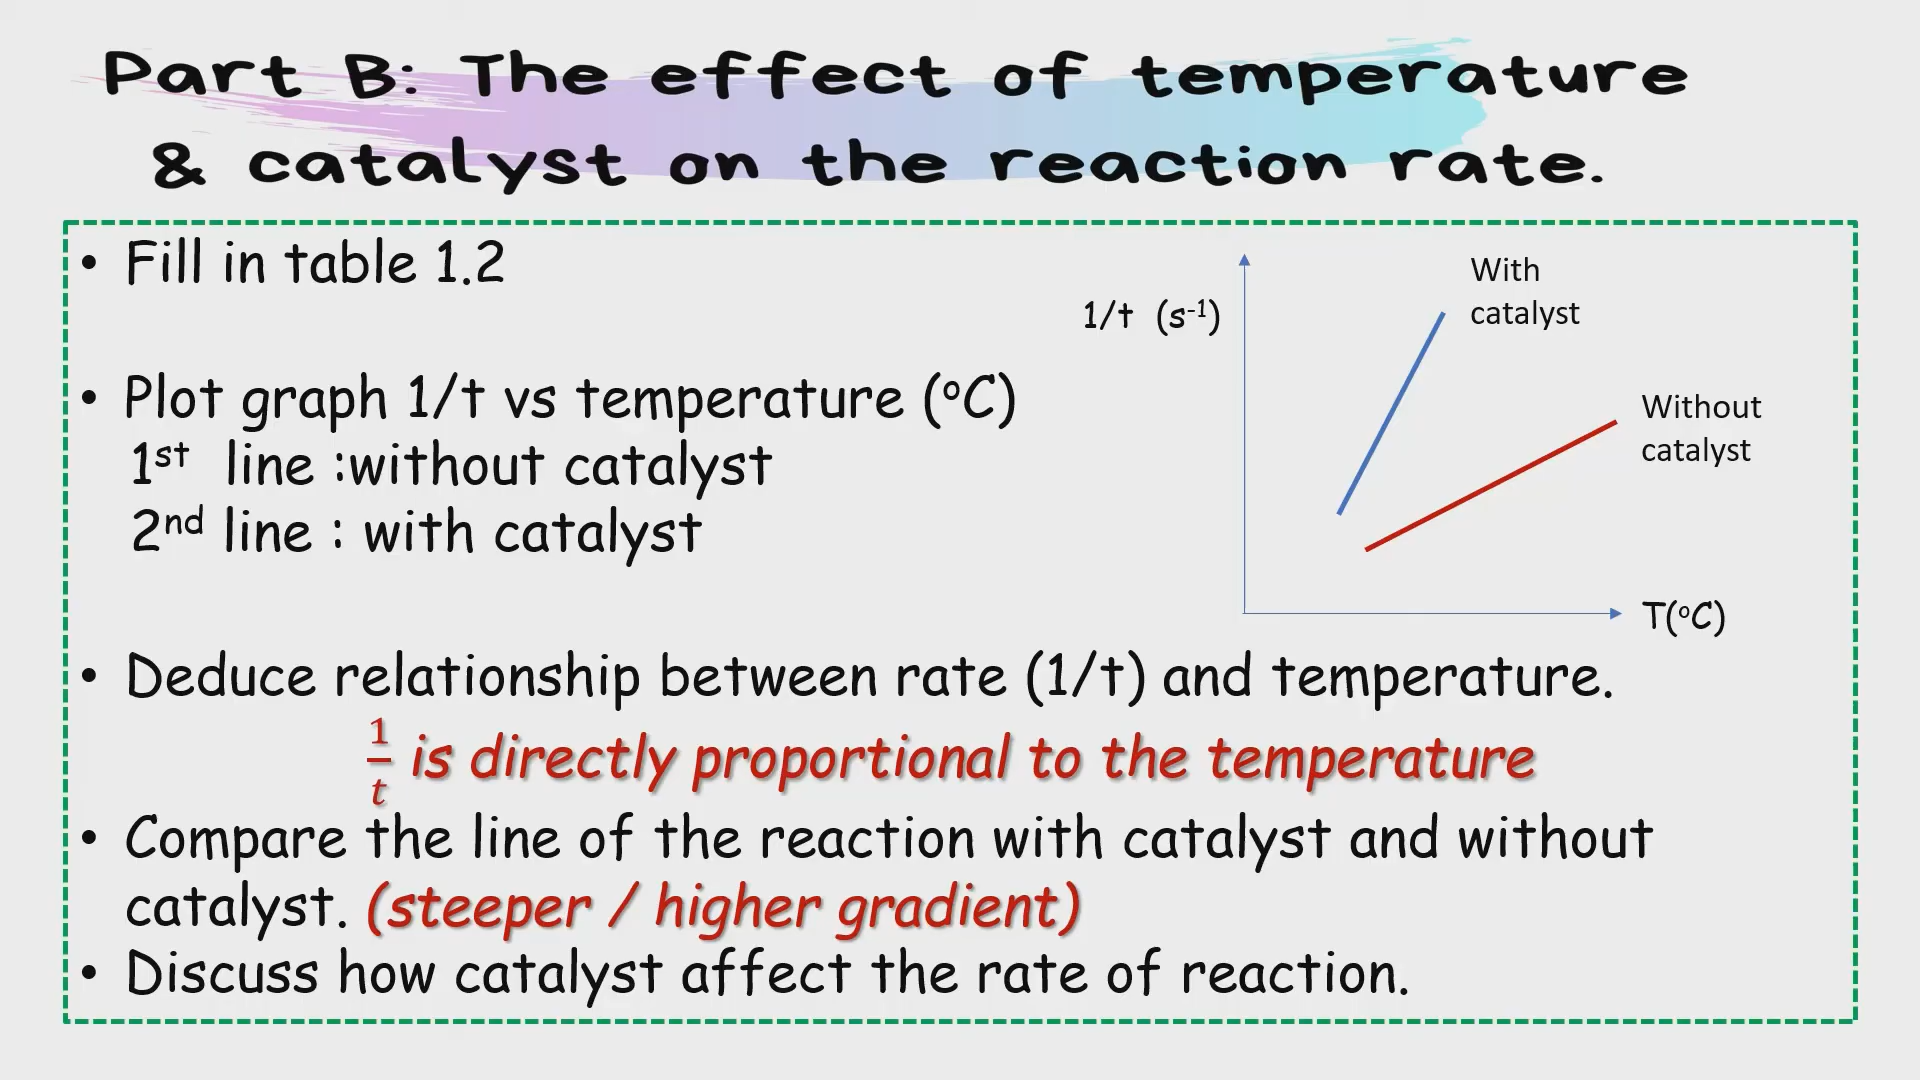 Part B: The effect of temperature
& catalyst on the reaction rate.
• Fill in table 1.2
• Plot graph 1/t vs temperature (°C)
1st line :without catalyst
2nd line : with catalyst
1/t (s-1)
With
catalyst
Without
catalyst
T(°C)
• Deduce relationship between rate (1/t) and temperature.
1/t is directly proportional to the temperature
• Compare the line of the reaction with catalyst and without
catalyst. (steeper / higher gradient)
• Discuss how catalyst affect the rate of reaction.